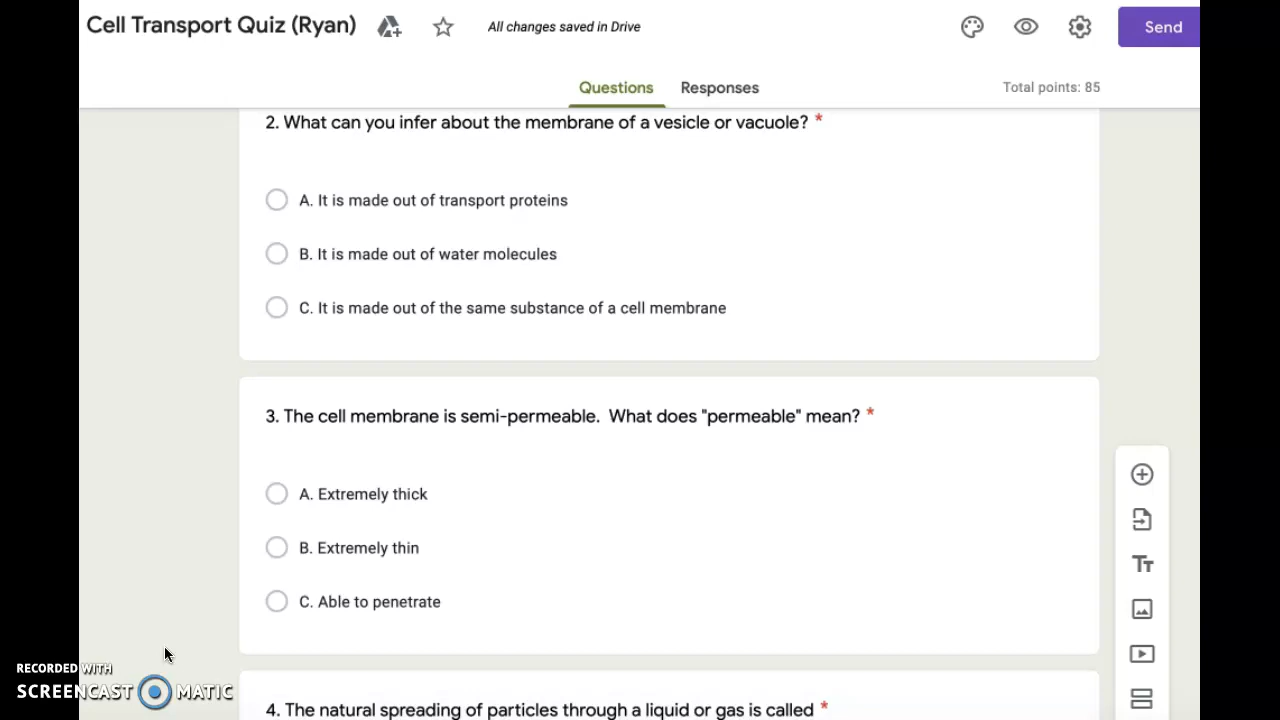 Cell Transport Quiz (Ryan)
All changes saved in Drive
Send
Questions
Responses
Total points: 85
2. What can you infer about the membrane of a vesicle or vacuole? *
A. It is made out of transport proteins
B. It is made out of water molecules
C. It is made out of the same substance of a cell membrane
3. The cell membrane is semi-permeable.  What does "permeable" mean? *
A. Extremely thick
B. Extremely thin
C. Able to penetrate
TT
RECORDED WITH
SCREENCAST MATIC
4. The natural spreading of particles through a liquid or gas is called *